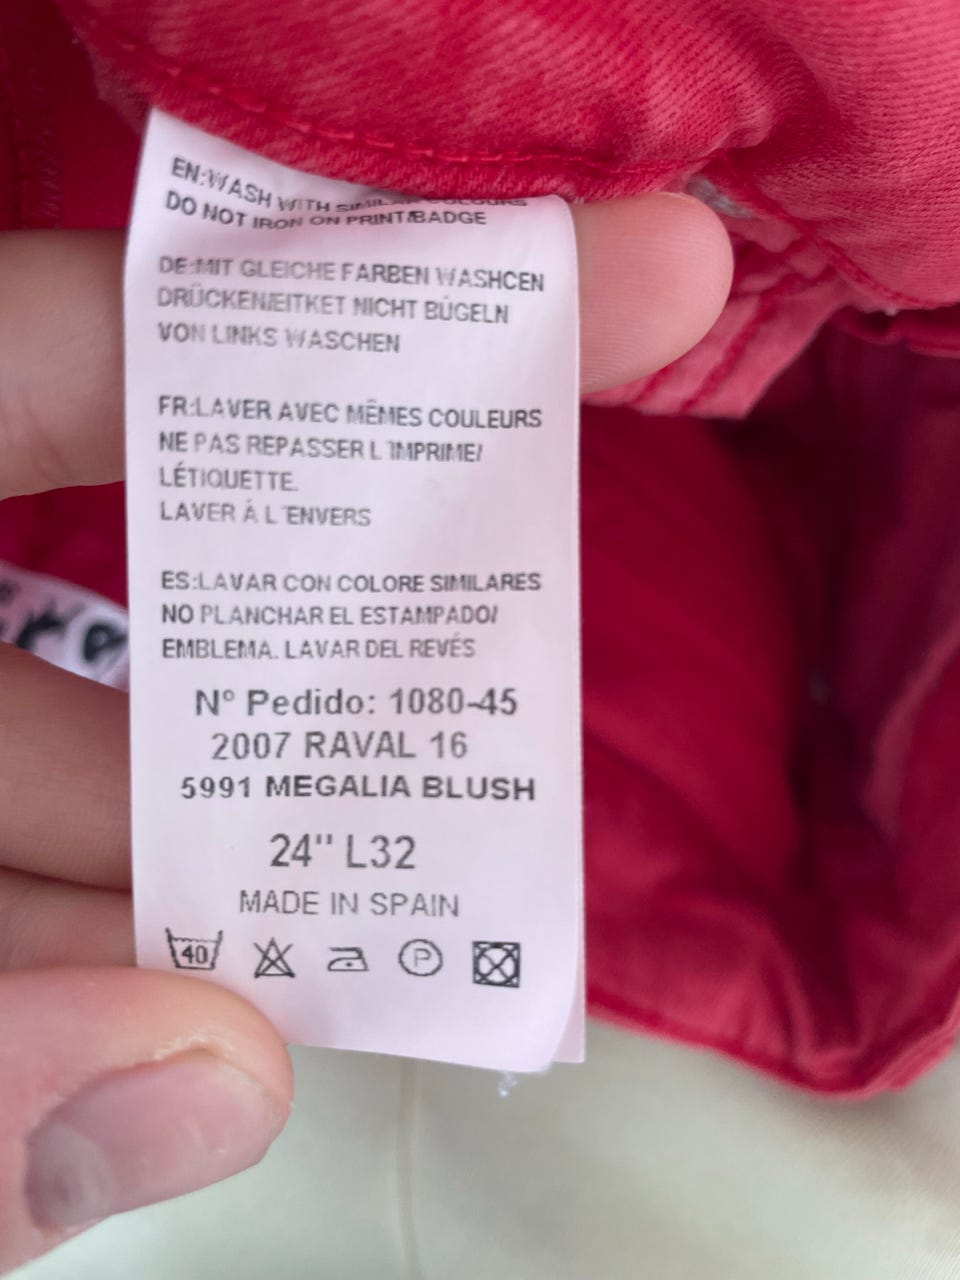 EN:WASH WITH SIMILAR COLOURS
DO NOT IRON ON PRINT/BADGE
DE:MIT GLEICHE FARBEN WASHCEN
DRÜCKEN/EITKET NICHT BÜGELN
VON LINKS WASCHEN
FR:LAVER AVEC MÊMES COULEURS
NE PAS REPASSER L´IMPRIME/
LÉTIQUETTE.
LAVER Á L´ENVERS
ES:LAVAR CON COLORE SIMILARES
NO PLANCHAR EL ESTAMPADO/
EMBLEMA. LAVAR DEL REVÉS
Nº Pedido: 1080-45
2007 RAVAL 16
5991 MEGALIA BLUSH
24" L32
MADE IN SPAIN
40 P